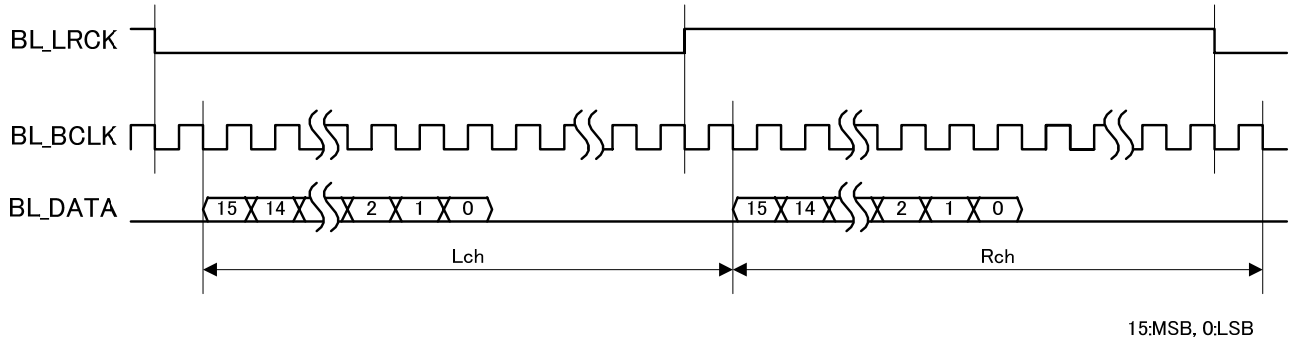 BL_LRCK
BL_BCLK
BL_DATA 15 14 2 1 0 15 14 2 1 0
Lch Rch
15:MSB, 0:LSB